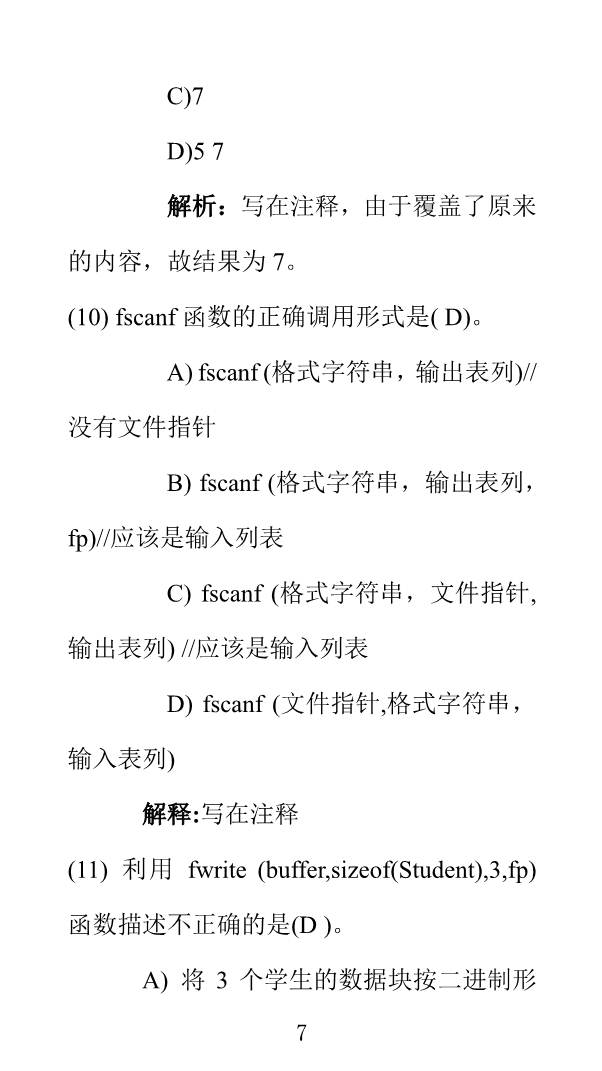 C)7
D)5 7
解析：写在注释，由于覆盖了原来
的内容，故结果为 7。
(10) fscanf 函数的正确调用形式是( D)。
A) fscanf (格式字符串，输出表列)//
没有文件指针
B) fscanf (格式字符串，输出表列，
fp)//应该是输入列表
C) fscanf (格式字符串，文件指针,
输出表列) //应该是输入列表
D) fscanf (文件指针,格式字符串，
输入表列)
解释:写在注释
(11) 利用 fwrite (buffer,sizeof(Student),3,fp)
函数描述不正确的是(D )。
A) 将 3 个学生的数据块按二进制形
7